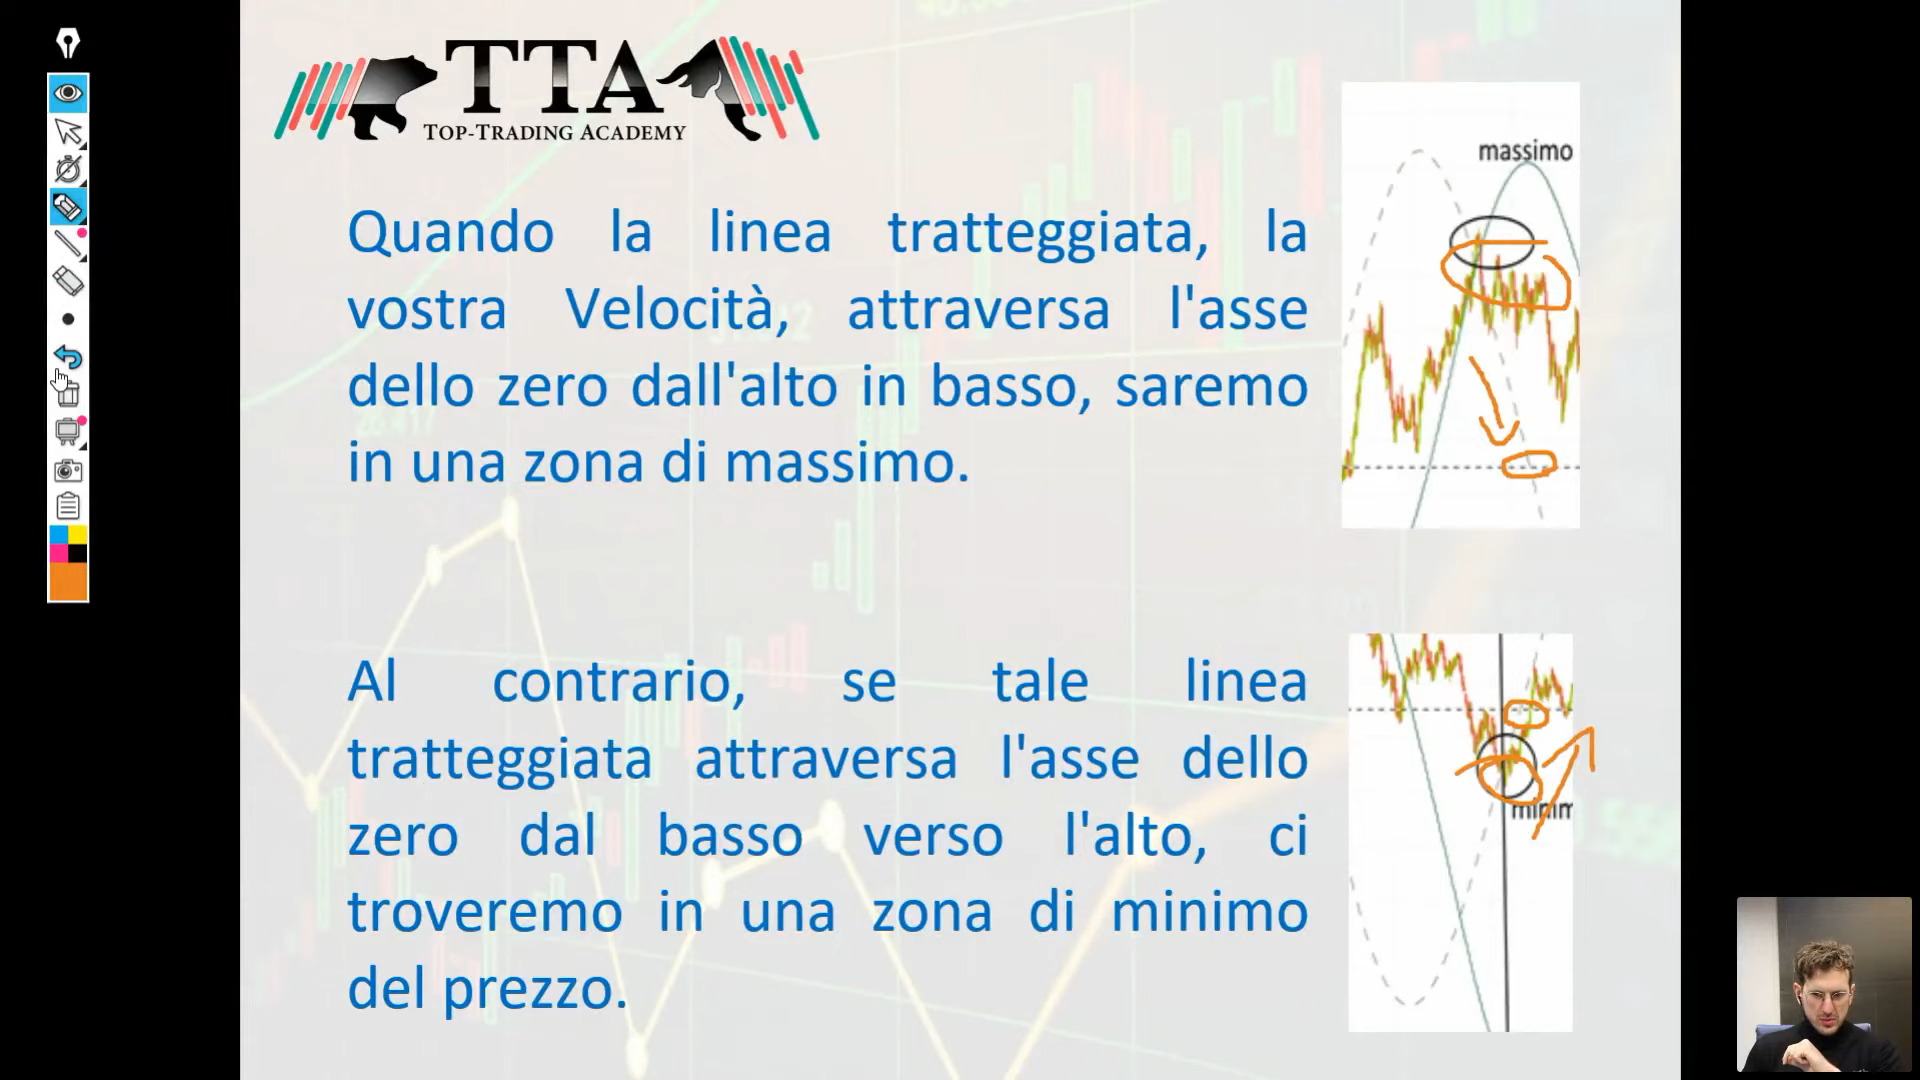 TTA
TOP-TRADING ACADEMY
massimo
Quando la linea tratteggiata, la
vostra Velocità, attraversa l'asse
dello zero dall'alto in basso, saremo
in una zona di massimo.
Al contrario, se tale linea
tratteggiata attraversa l'asse dello
zero dal basso verso l'alto, ci
troveremo in una zona di minimo
del prezzo.
minim